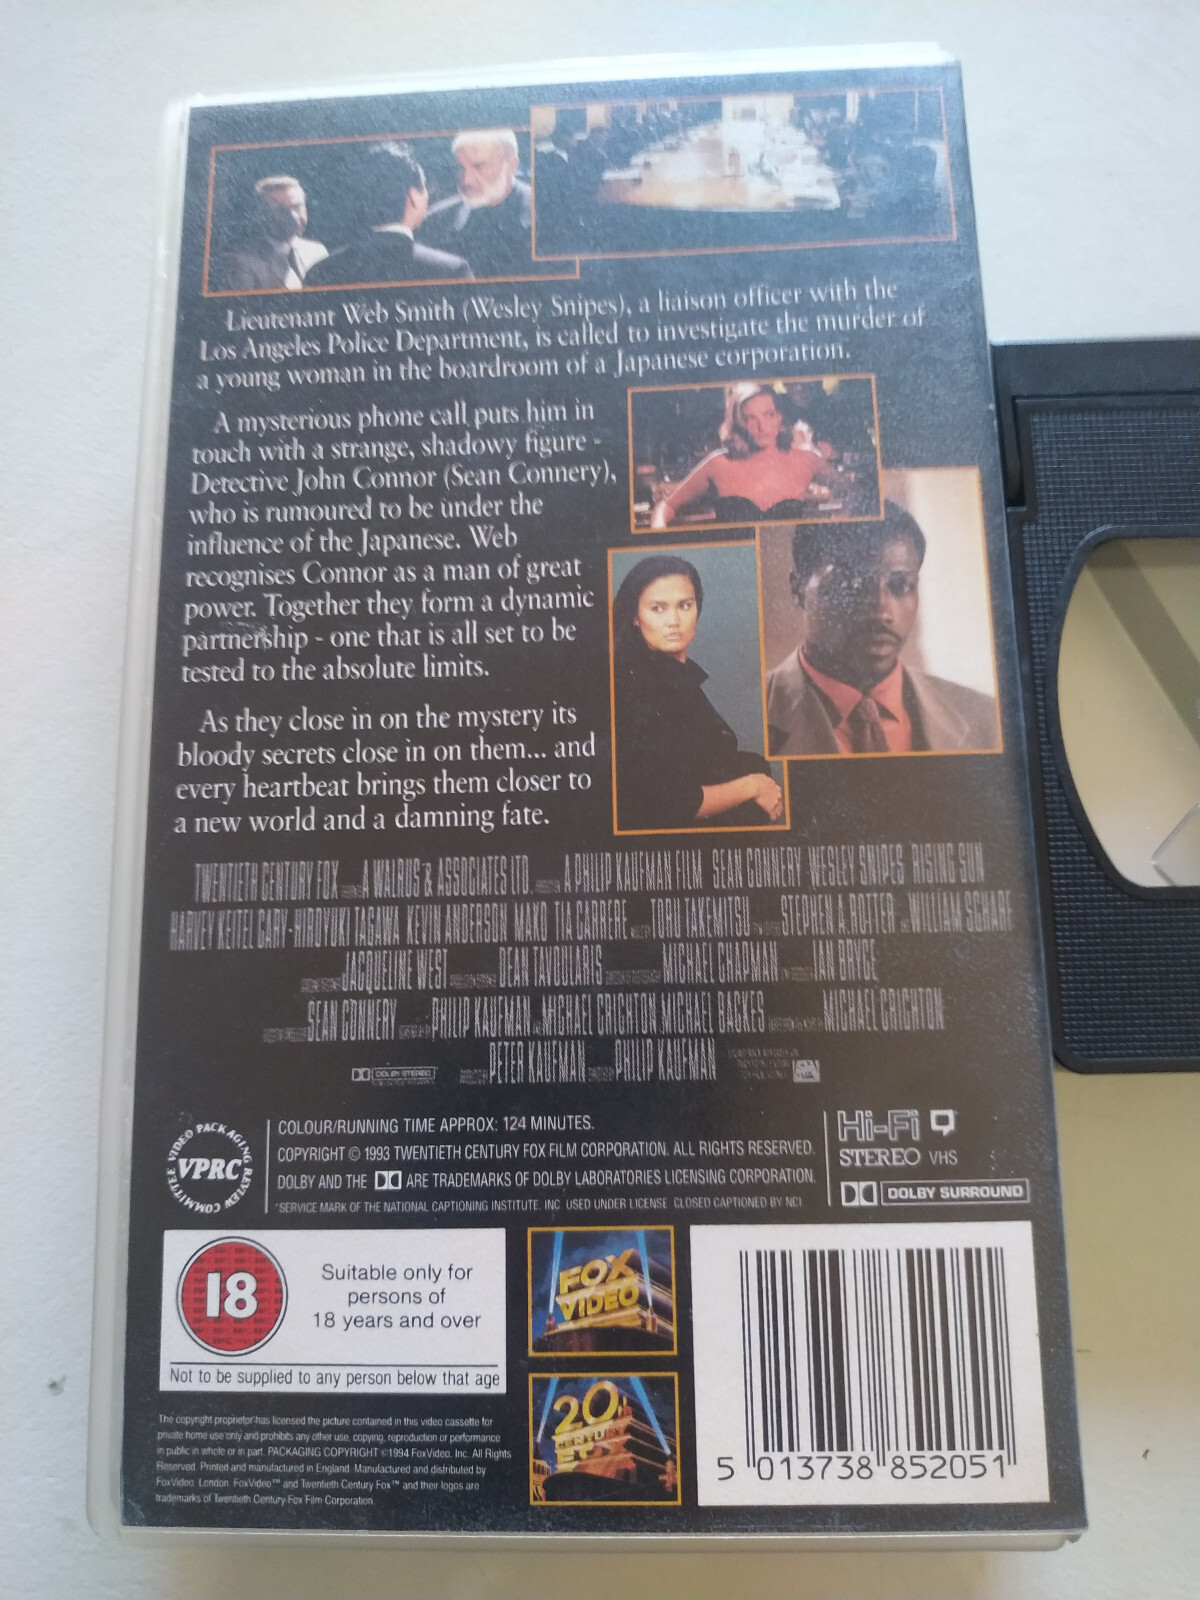 Lieutenant Web Smith (Wesley Snipes), a liaison officer with the
Los Angeles Police Department, is called to investigate the murder of
a young woman in the boardroom of a Japanese corporation.
A mysterious phone call puts him in
touch with a strange, shadowy figure -
Detective John Connor (Sean Connery),
who is rumoured to be under the
influence of the Japanese. Web
recognises Connor as a man of great
power. Together they form a dynamic
partnership - one that is all set to be
tested to the absolute limits.
As they close in on the mystery its
bloody secrets close in on them... and
every heartbeat brings them closer to
a new world and a damning fate.
TWENTIETH CENTURY FOX A WALRUS & ASSOCIATES LTD. A PHILIP KAUFMAN FILM SEAN CONNERY WESLEY SNIPES RISING SUN
HARVEY KEITEL CARY-HIROYUKI TAGAWA KEVIN ANDERSON MAKO TIA CARRERE TORU TAKEMITSU STEPHEN A. ROTTER WILLIAM SCHARF
JACQUELINE WEST DEAN TAVOULARIS MICHAEL CHAPMAN IAN BRYCE
SEAN CONNERY PHILIP KAUFMAN MICHAEL CRICHTON MICHAEL BACKES MICHAEL CRICHTON
DOLBY STEREO PETER KAUFMAN PHILIP KAUFMAN
VIDEO PACKAGING REVIEW COMMITTEE
VPRC
COLOUR/RUNNING TIME APPROX: 124 MINUTES.
COPYRIGHT © 1993 TWENTIETH CENTURY FOX FILM CORPORATION. ALL RIGHTS RESERVED.
DOLBY AND THE ARE TRADEMARKS OF DOLBY LABORATORIES LICENSING CORPORATION.
*SERVICE MARK OF THE NATIONAL CAPTIONING INSTITUTE, INC. USED UNDER LICENSE. CLOSED CAPTIONED BY NCI
Hi-Fi
STEREO VHS
DOLBY SURROUND
18
Suitable only for
persons of
18 years and over
Not to be supplied to any person below that age
FOX
VIDEO
20
CENTURY
FOX
The copyright proprietor has licensed the picture contained in this video cassette for
private home use only and prohibits any other use, copying, reproduction or performance
in public in whole or in part. PACKAGING COPYRIGHT ©1994 FoxVideo, Inc. All Rights
Reserved. Printed and manufactured in England. Manufactured and distributed by
FoxVideo, London. FoxVideo™ and Twentieth Century Fox™ and their logos are
trademarks of Twentieth Century Fox Film Corporation.
5 013738 852051